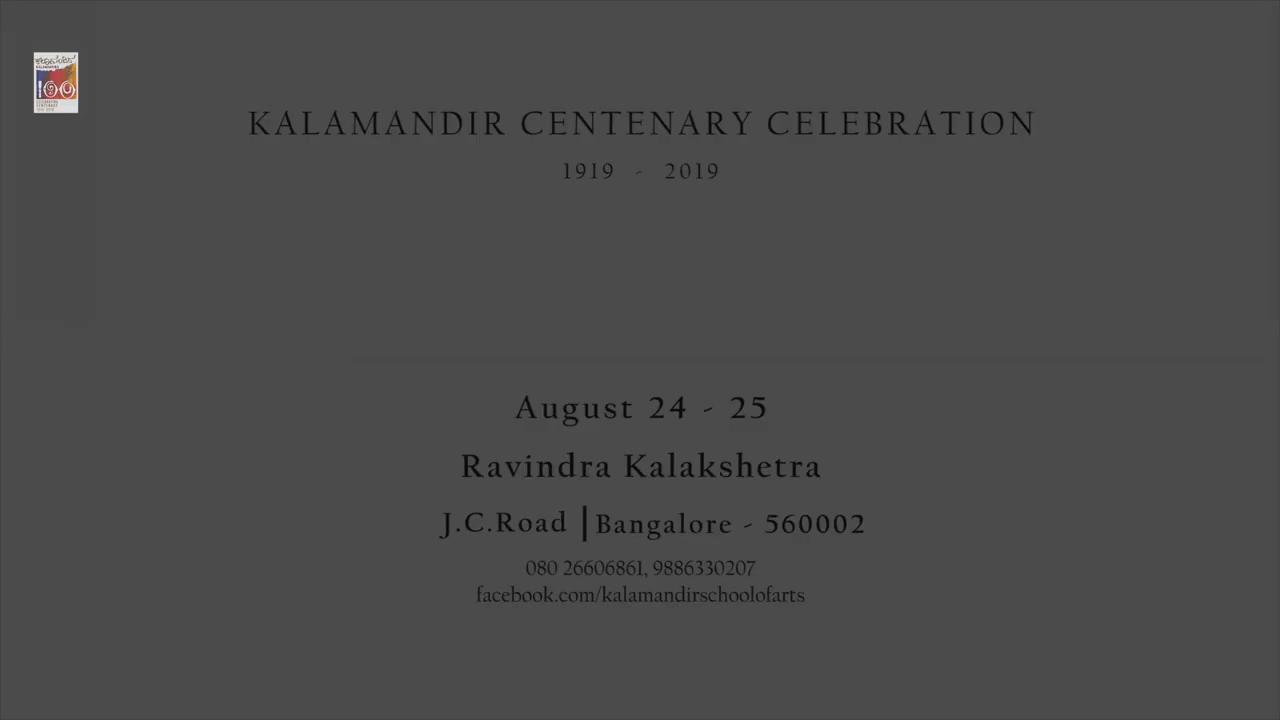 KALAMANDIR CENTENARY CELEBRATION
1919 - 2019
August 24 - 25
Ravindra Kalakshetra
J.C.Road | Bangalore - 560002
080 26606861, 9886330207
facebook.com/kalamandirschoolofarts